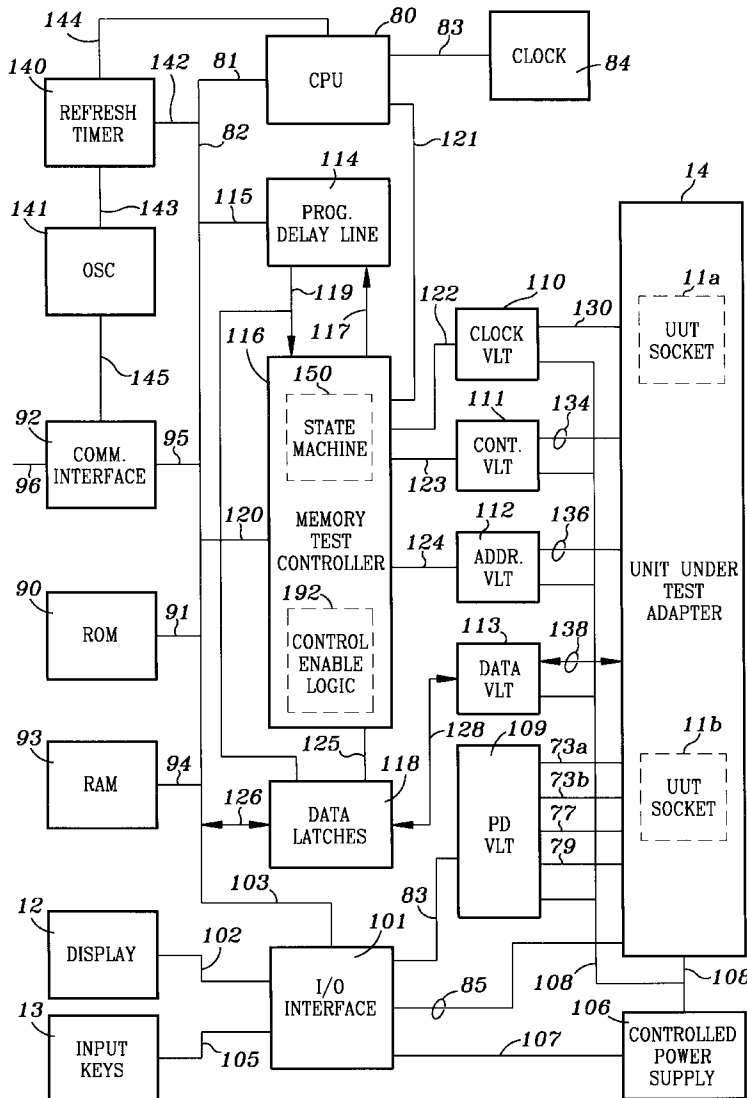 144
80
83
CLOCK
84
140
142
81
CPU
REFRESH
TIMER
82
121
114
14
143
115
PROG.
DELAY LINE
141
OSC
119
117
110
122
130
11a
UUT
SOCKET
116
CLOCK
VLT
145
150
STATE
MACHINE
111
134
92
COMM.
INTERFACE
95
96
CONT.
VLT
123
120
MEMORY
TEST
CONTROLLER
112
136
124
ADDR.
VLT
UNIT UNDER
TEST
ADAPTER
90
ROM
91
192
CONTROL
ENABLE
LOGIC
113
138
DATA
VLT
128
93
RAM
94
125
118
109
73a
11b
73b
UUT
SOCKET
126
DATA
LATCHES
PD
VLT
77
79
103
83
12
DISPLAY
102
101
I/O
INTERFACE
85
108
108
13
INPUT
KEYS
105
107
106
CONTROLLED
POWER
SUPPLY